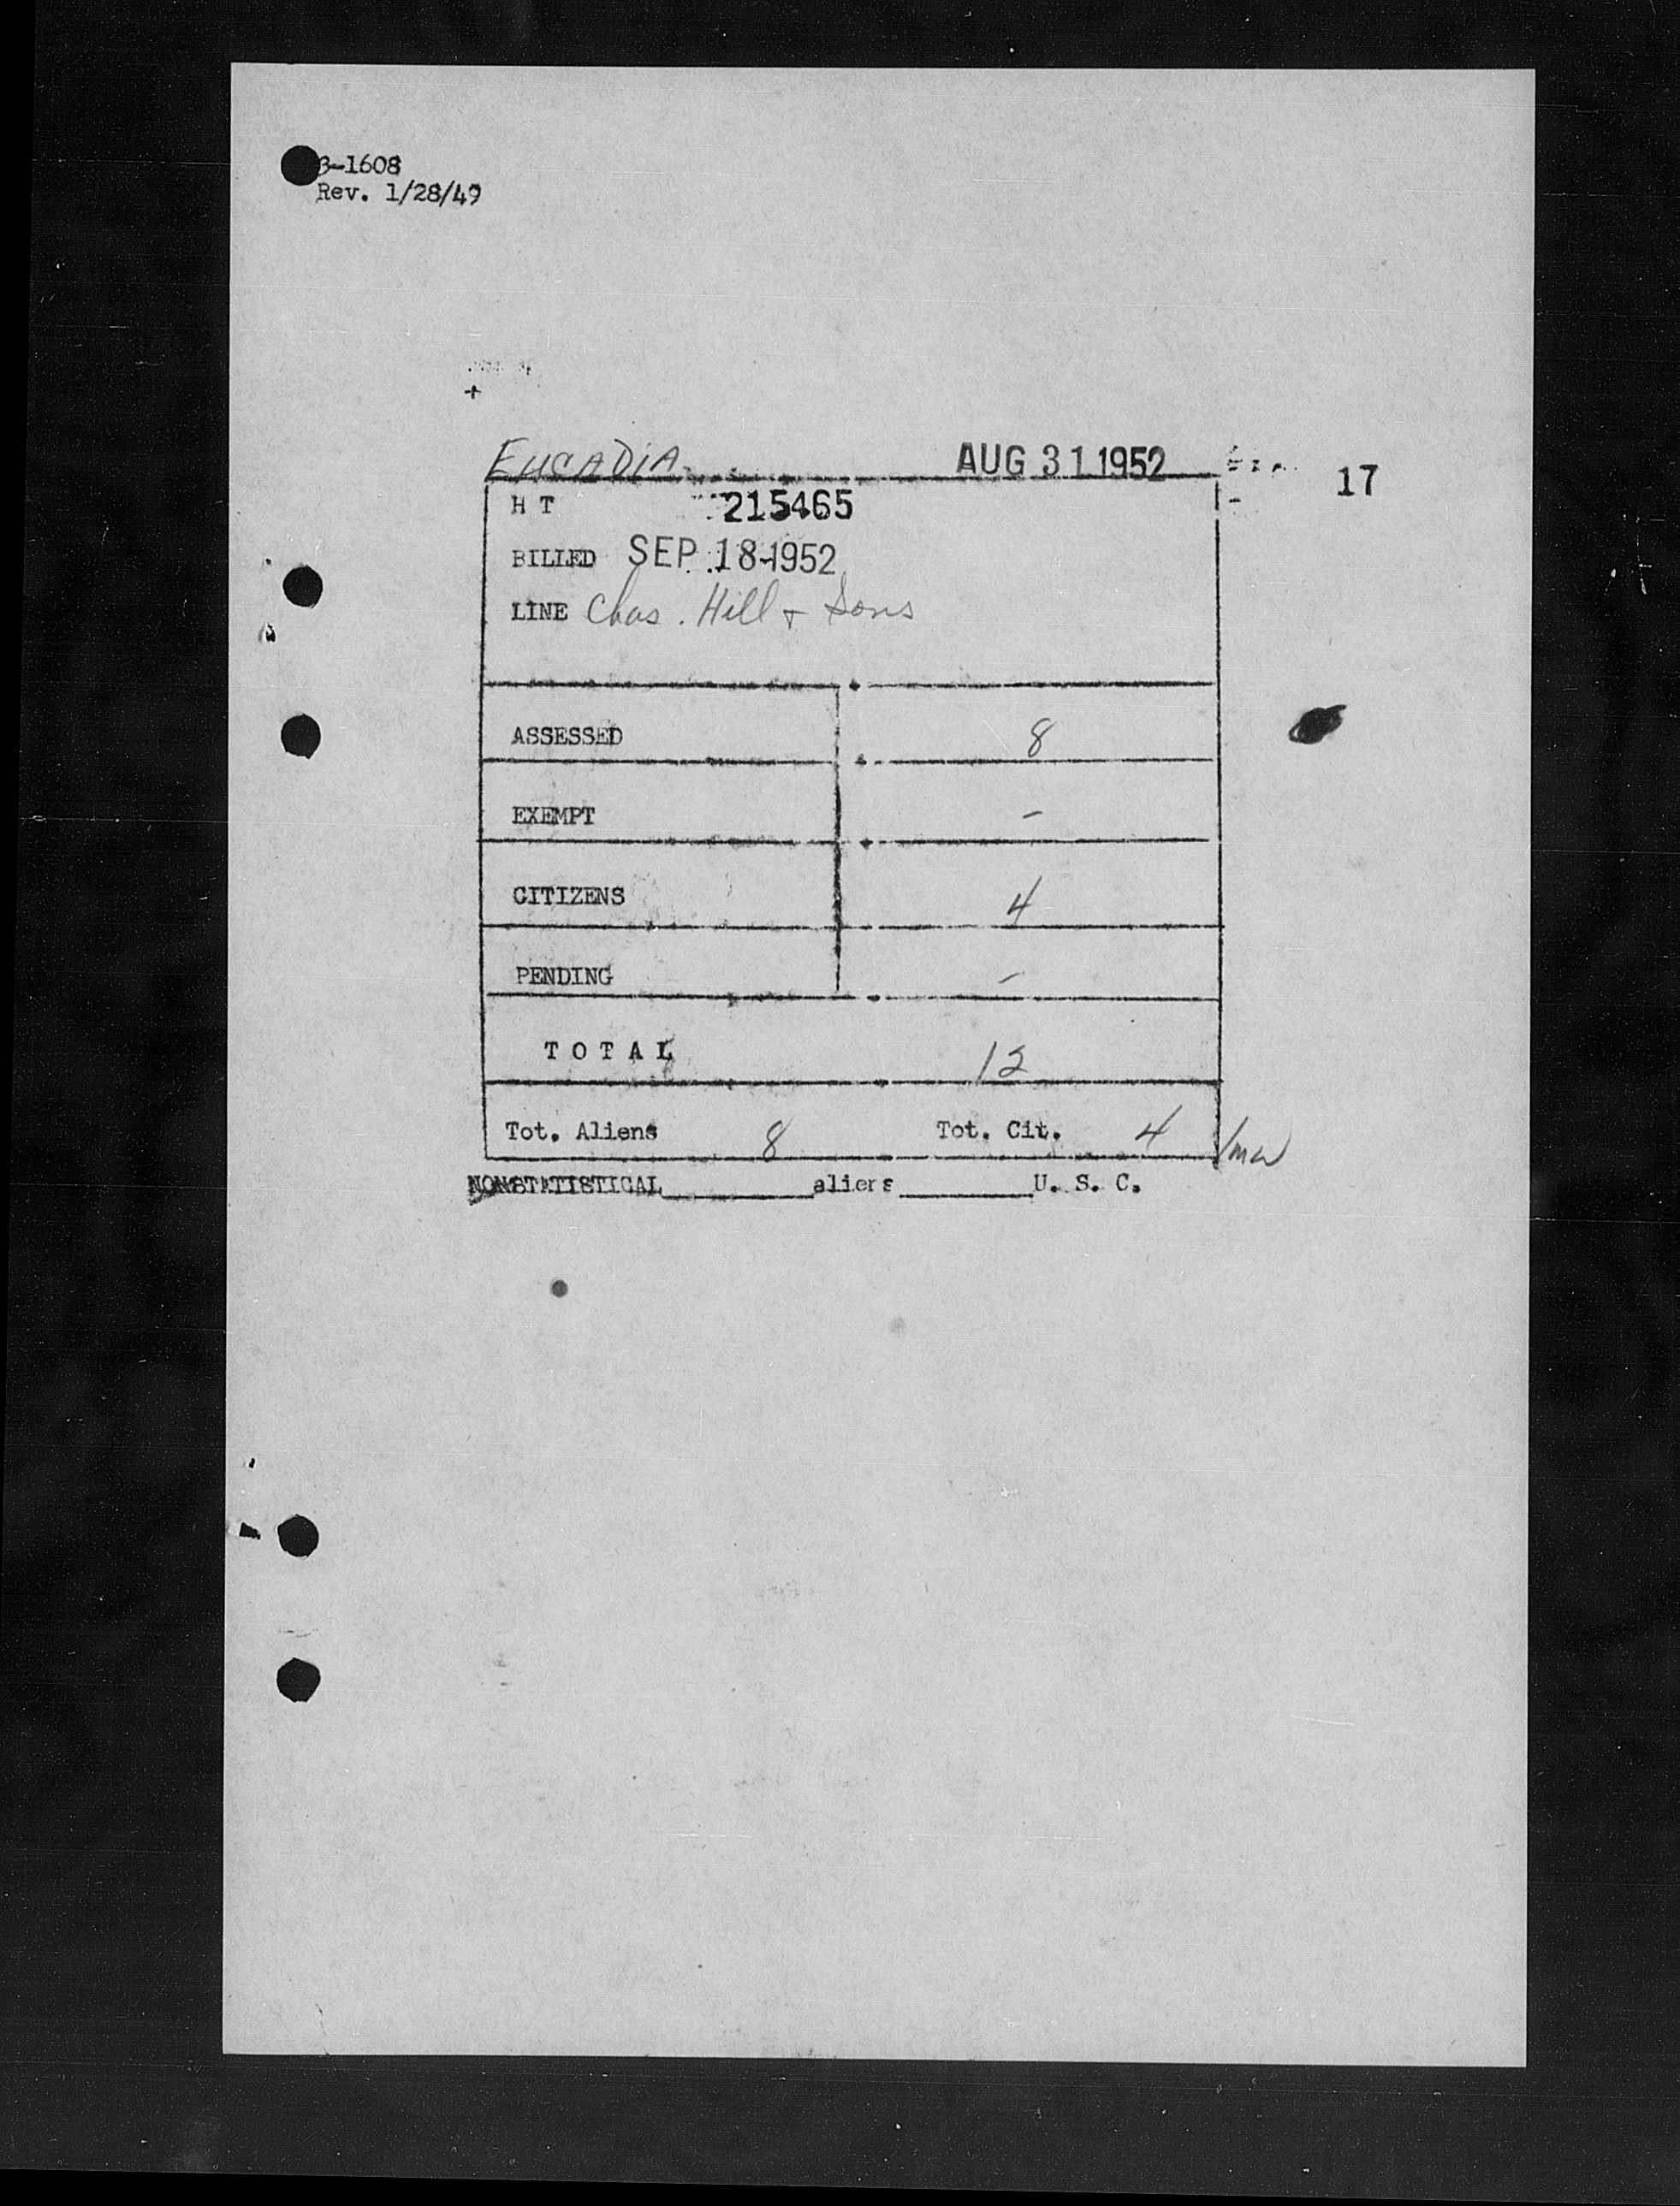 3-1608
Rev. 1/28/49
EUCADIA AUG 31 1952 17
H T 215465
BILLED SEP 18 1952
LINE Chas. Hill & Sons
ASSESSED 8
EXEMPT -
CITIZENS 4
PENDING -
T O T A L 12
Tot. Aliens 8 Tot. Cit. 4 /mw
NONSTATISTICAL aliens U. S. C.